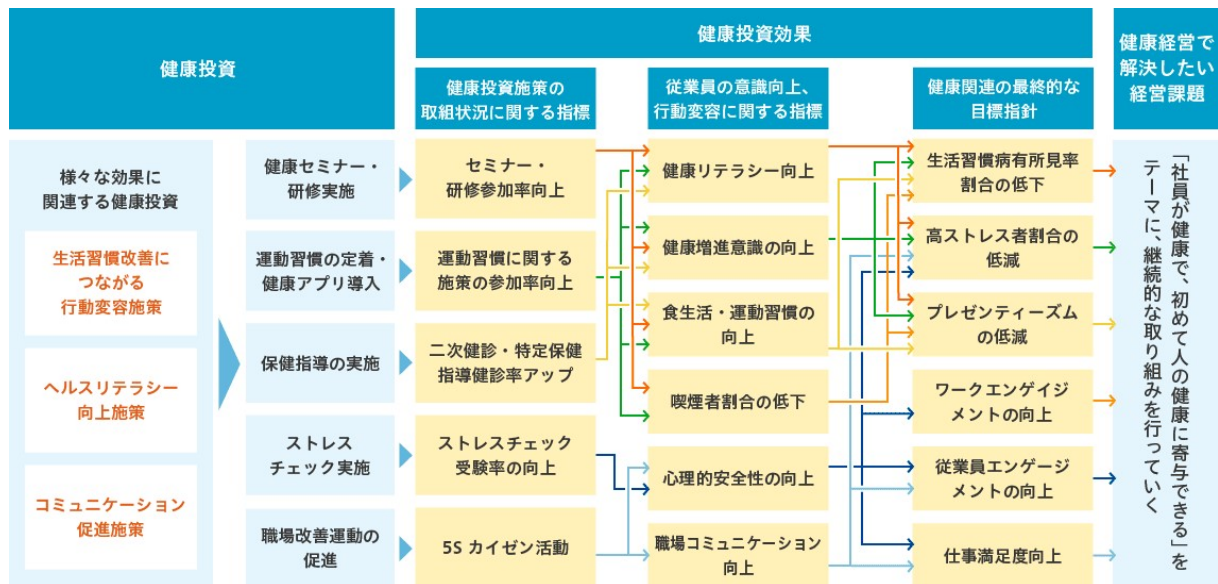 健康投資
健康投資効果
健康経営で
解決したい
経営課題
健康投資施策の
取組状況に関する指標
従業員の意識向上、
行動変容に関する指標
健康関連の最終的な
目標指針
様々な効果に
関連する健康投資
生活習慣改善に
つながる
行動変容施策
ヘルスリテラシー
向上施策
コミュニケーション
促進施策
健康セミナー・
研修実施
運動習慣の定着・
健康アプリ導入
保健指導の実施
ストレス
チェック実施
職場改善運動の
促進
セミナー・
研修参加率向上
運動習慣に関する
施策の参加率向上
二次健診・特定保健
指導健診率アップ
ストレスチェック
受験率の向上
5S カイゼン活動
健康リテラシー向上
健康増進意識の向上
食生活・運動習慣の
向上
喫煙者割合の低下
心理的安全性の向上
職場コミュニケーション
向上
生活習慣病有所見率
割合の低下
高ストレス者割合の
低減
プレゼンティーズム
の低減
ワークエンゲイジ
メントの向上
従業員エンゲージ
メントの向上
仕事満足度向上
「社員が健康で、初めて人の健康に寄与できる」を
テーマに、継続的な取り組みを行っていく